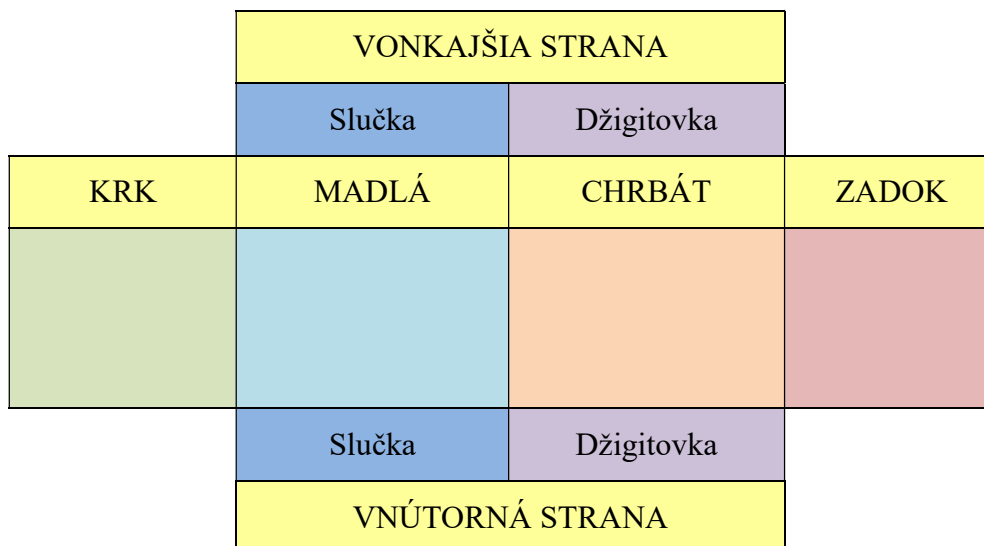 VONKAJŠIA STRANA
Slučka Džigitovka
KRK MADLÁ CHRBÁT ZADOK
Slučka Džigitovka
VNÚTORNÁ STRANA